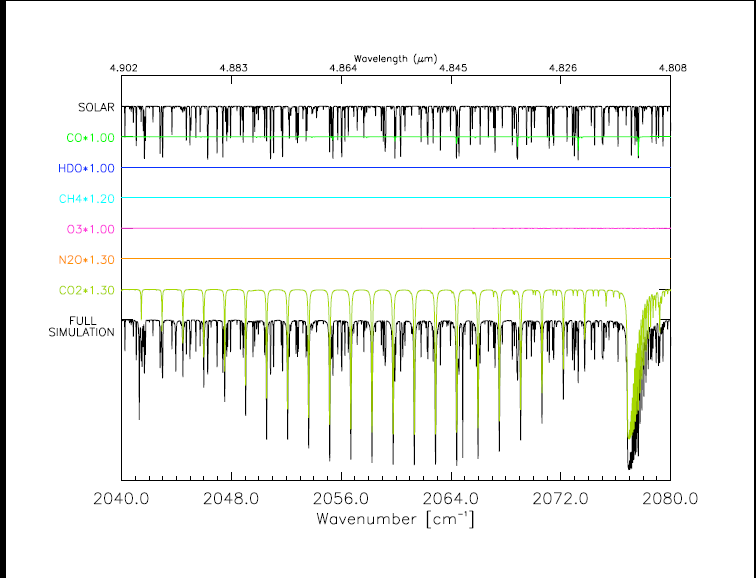 Wavelength (μm)
4.902 4.883 4.864 4.845 4.826 4.808
SOLAR
CO*1.00
HDO*1.00
CH4*1.20
O3*1.00
N2O*1.30
CO2*1.30
FULL
SIMULATION
2040.0 2048.0 2056.0 2064.0 2072.0 2080.0
Wavenumber [cm⁻¹]